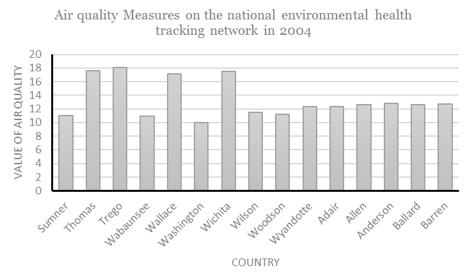 Air quality Measures on the national environmental health
tracking network in 2004
VALUE OF AIR QUALITY
20
18
16
14
12
10
8
6
4
2
0
Sumner
Thomas
Trego
Wabaunsee
Wallace
Washington
Wichita
Wilson
Woodson
Wyandotte
Adair
Allen
Anderson
Ballard
Barren
COUNTRY